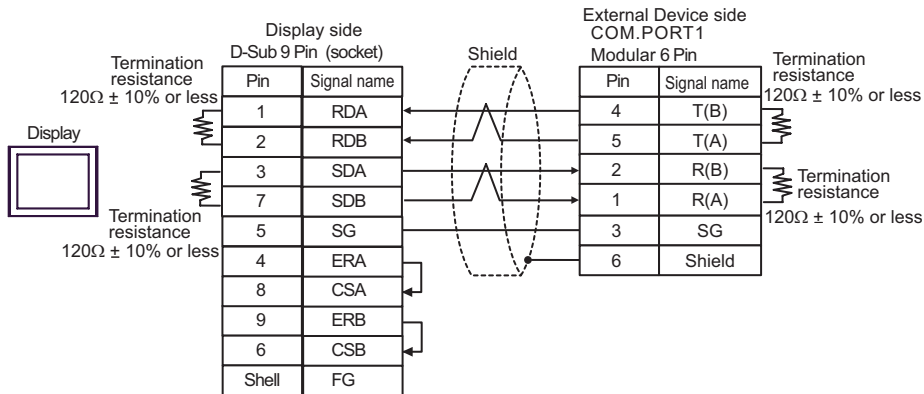 Display side
D-Sub 9 Pin (socket)
Shield
External Device side
COM.PORT1
Modular 6 Pin
Termination
resistance
120Ω ± 10% or less
Display
Termination
resistance
120Ω ± 10% or less
Pin Signal name
1 RDA
2 RDB
3 SDA
7 SDB
5 SG
4 ERA
8 CSA
9 ERB
6 CSB
Shell FG
Pin Signal name
4 T(B)
5 T(A)
2 R(B)
1 R(A)
3 SG
6 Shield
Termination
resistance
120Ω ± 10% or less
Termination
resistance
120Ω ± 10% or less